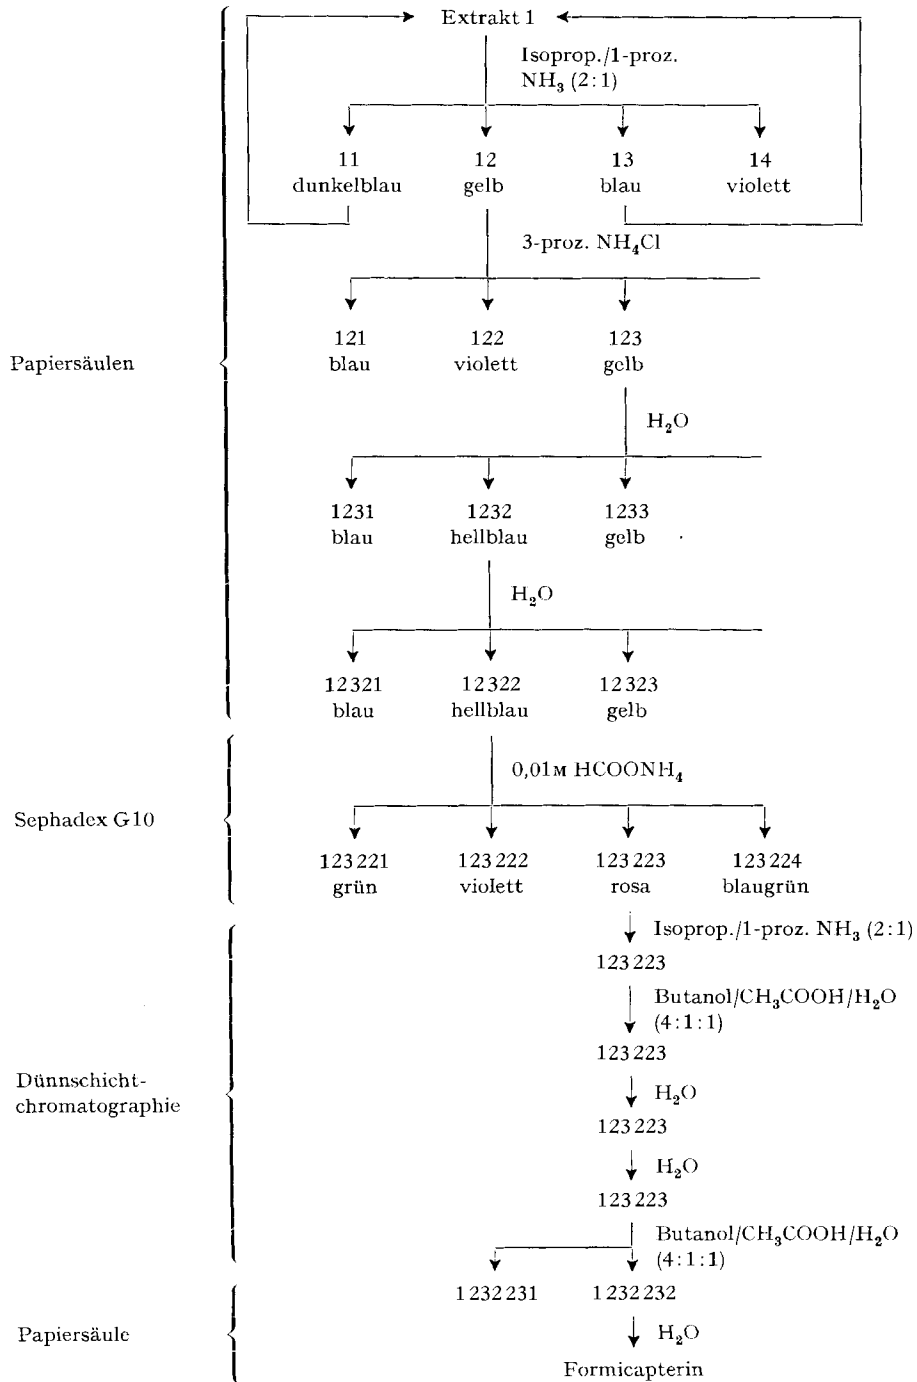 Extrakt 1
Isoprop./1-proz.
NH₃ (2:1)
11 12 13 14
dunkelblau gelb blau violett
3-proz. NH₄Cl
121 122 123
Papiersäulen
blau violett gelb
H₂O
1231 1232 1233
blau hellblau gelb
H₂O
12321 12322 12323
blau hellblau gelb
0,01M HCOONH₄
Sephadex G10
123221 123222 123223 123224
grün violett rosa blaugrün
Isoprop./1-proz. NH₃ (2:1)
123223
Butanol/CH₃COOH/H₂O
(4:1:1)
123223
Dünnschicht-
chromatographie
H₂O
123223
H₂O
123223
Butanol/CH₃COOH/H₂O
(4:1:1)
1232231 1232232
Papiersäule
H₂O
Formicapterin